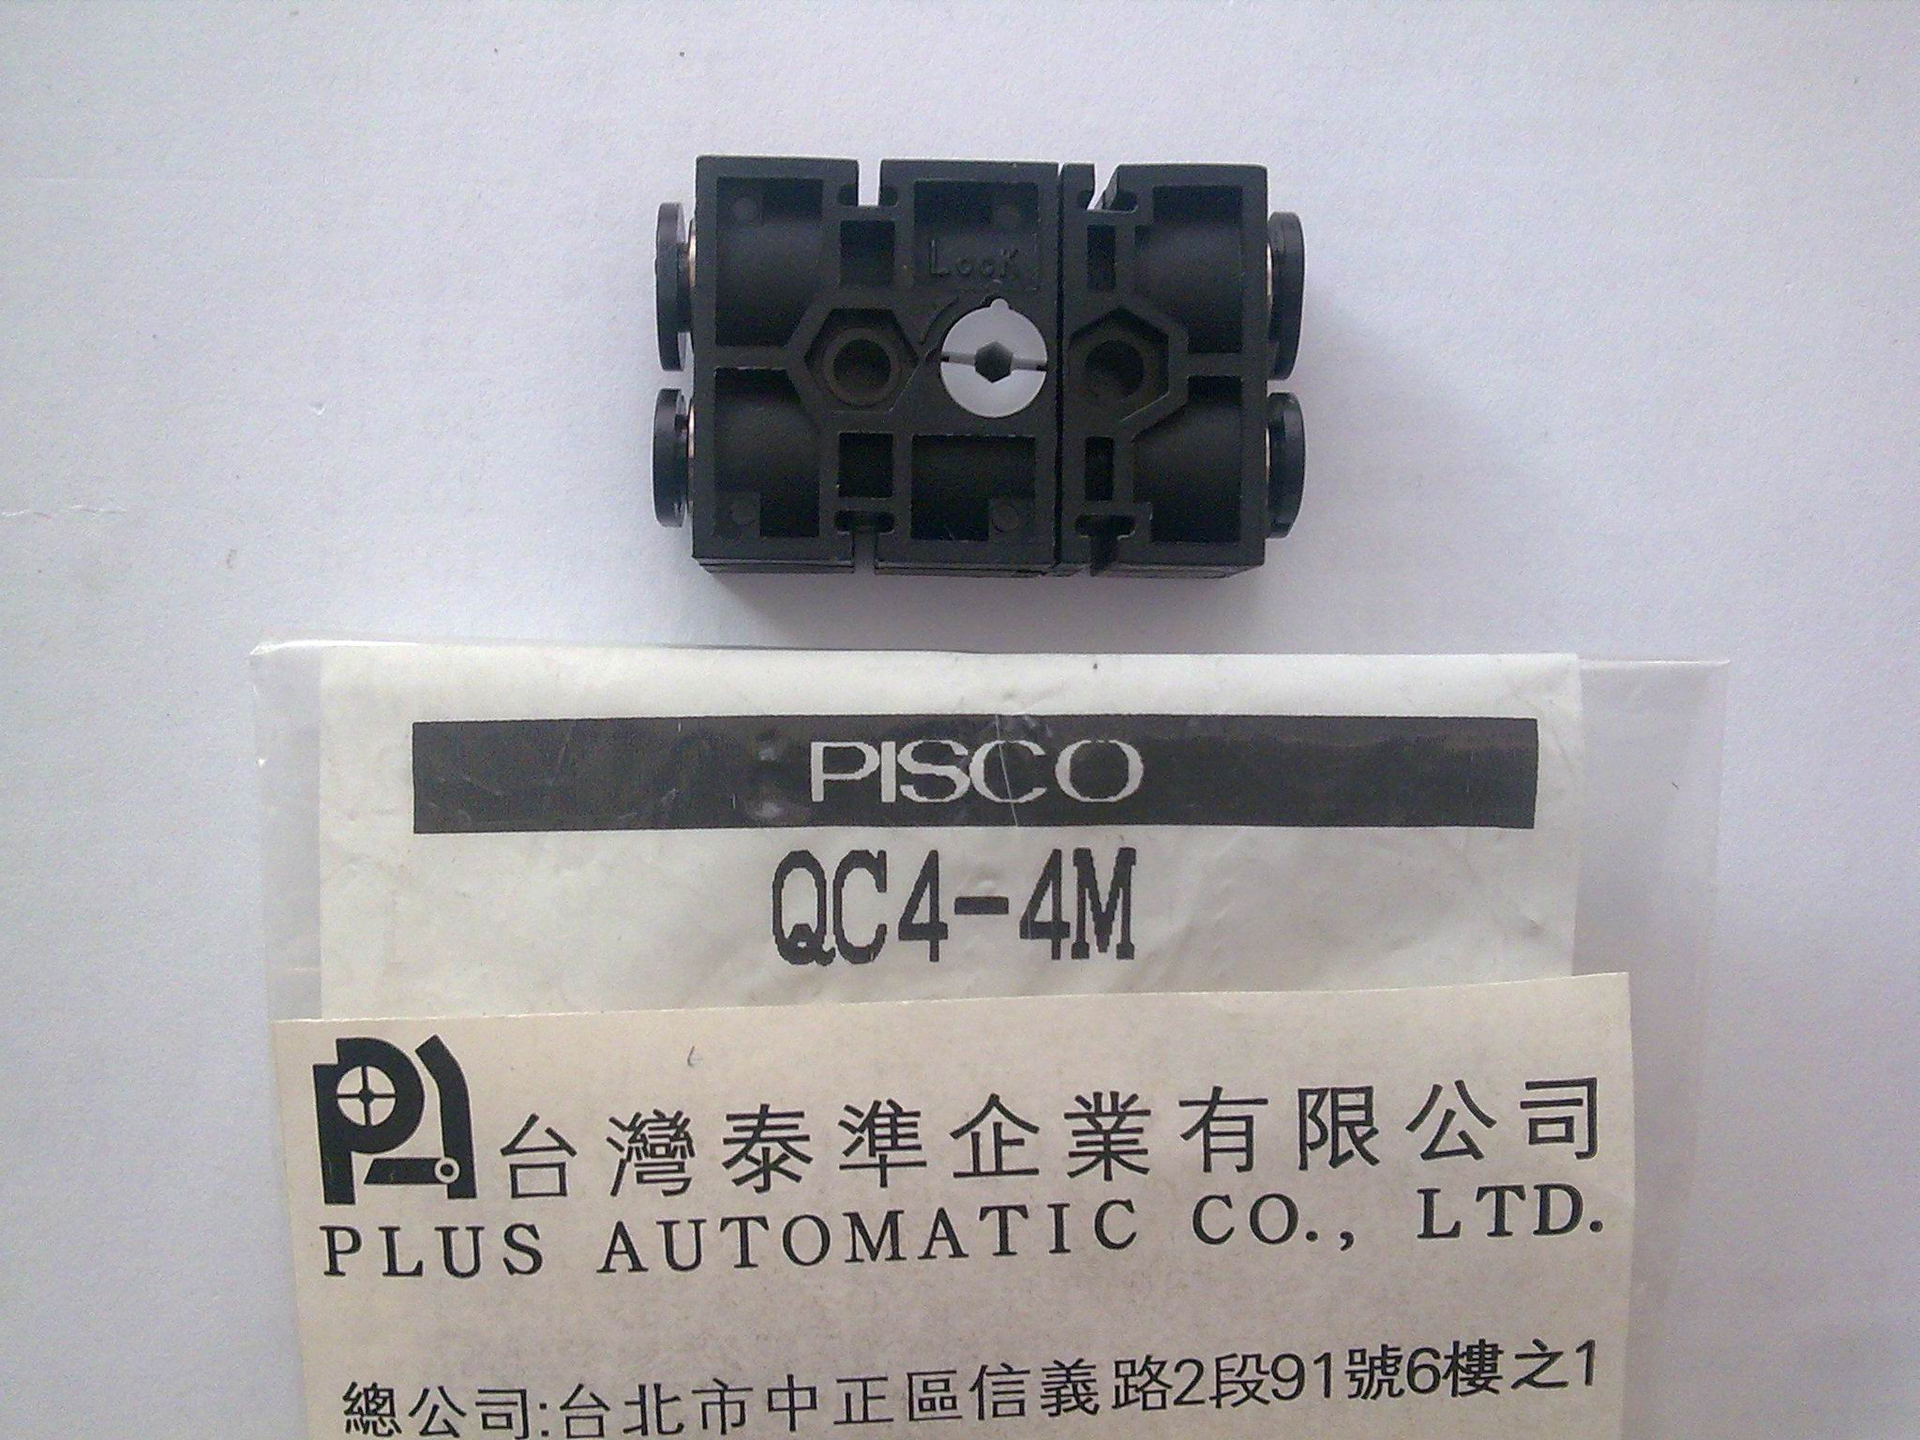 Lock
PISCO
QC4-4M
台灣泰準企業有限公司
PLUS AUTOMATIC CO., LTD.
總公司:台北市中正區信義路2段91號6樓之1